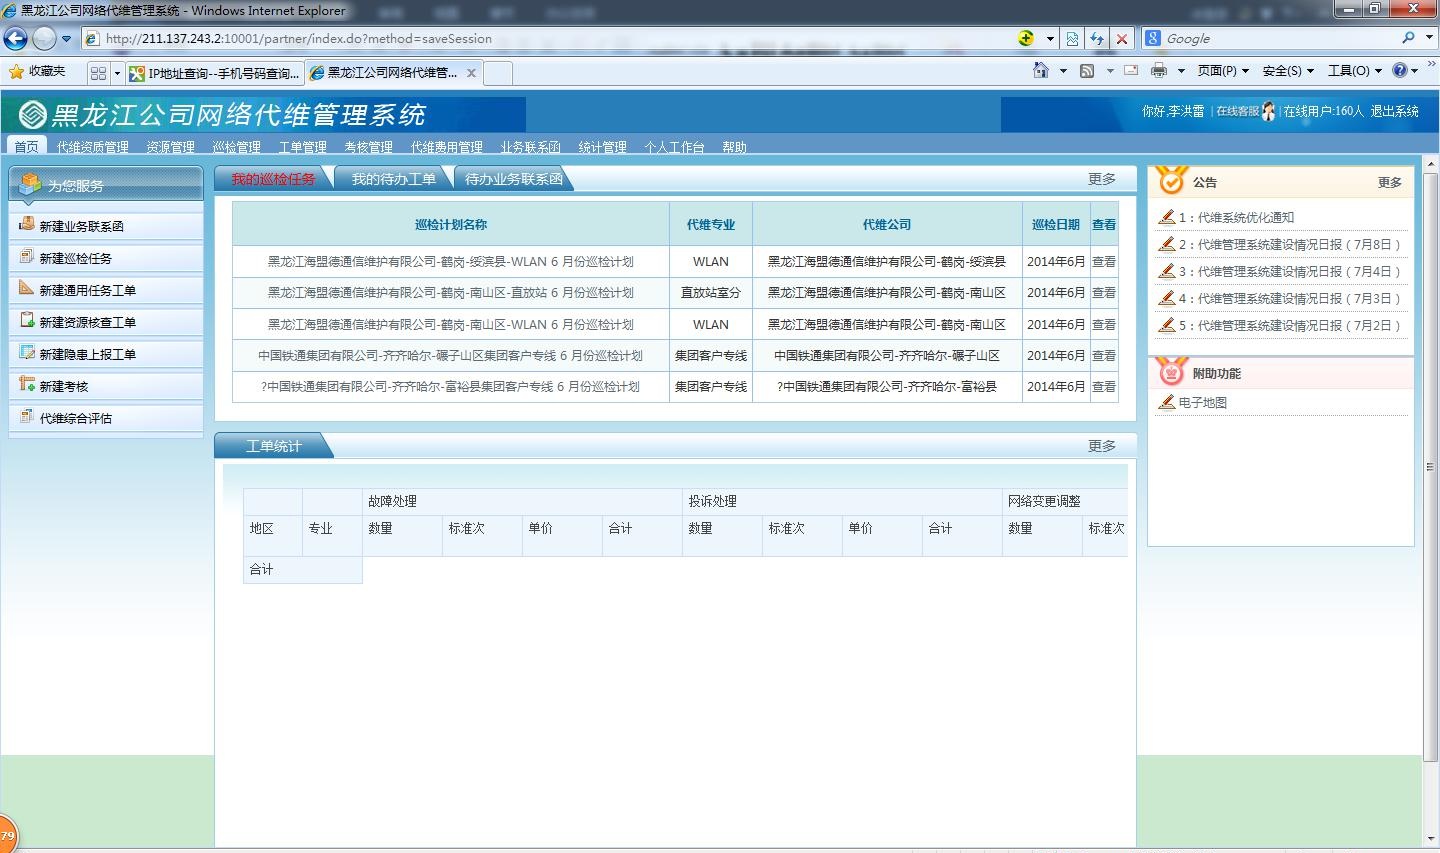 黑龙江公司网络代维管理系统 - Windows Internet Explorer
http://211.137.243.2:10001/partner/index.do?method=saveSession
Google
收藏夹
IP地址查询--手机号码查询...
黑龙江公司网络代维管...
页面(P)
安全(S)
工具(O)
黑龙江公司网络代维管理系统
你好,李洪雷 | 在线客服 | 在线用户:160人 退出系统
首页 代维资质管理 资源管理 巡检管理 工单管理 考核管理 代维费用管理 业务联系函 统计管理 个人工作台 帮助
为您服务
新建业务联系函
新建巡检任务
新建通用任务工单
新建资源核查工单
新建隐患上报工单
新建考核
代维综合评估
我的巡检任务 我的待办工单 待办业务联系函 更多
巡检计划名称 代维专业 代维公司 巡检日期 查看
黑龙江海盟德通信维护有限公司-鹤岗-绥滨县-WLAN 6 月份巡检计划 WLAN 黑龙江海盟德通信维护有限公司-鹤岗-绥滨县 2014年6月 查看
黑龙江海盟德通信维护有限公司-鹤岗-南山区-直放站 6 月份巡检计划 直放站室分 黑龙江海盟德通信维护有限公司-鹤岗-南山区 2014年6月 查看
黑龙江海盟德通信维护有限公司-鹤岗-南山区-WLAN 6 月份巡检计划 WLAN 黑龙江海盟德通信维护有限公司-鹤岗-南山区 2014年6月 查看
中国铁通集团有限公司-齐齐哈尔-碾子山区集团客户专线 6 月份巡检计划 集团客户专线 中国铁通集团有限公司-齐齐哈尔-碾子山区 2014年6月 查看
?中国铁通集团有限公司-齐齐哈尔-富裕县集团客户专线 6 月份巡检计划 集团客户专线 ?中国铁通集团有限公司-齐齐哈尔-富裕县 2014年6月 查看
工单统计 更多
故障处理 投诉处理 网络变更调整
地区 专业 数量 标准次 单价 合计 数量 标准次 单价 合计 数量 标准次
合计
公告 更多
1：代维系统优化通知
2：代维管理系统建设情况日报（7月8日）
3：代维管理系统建设情况日报（7月4日）
4：代维管理系统建设情况日报（7月3日）
5：代维管理系统建设情况日报（7月2日）
附助功能
电子地图
79